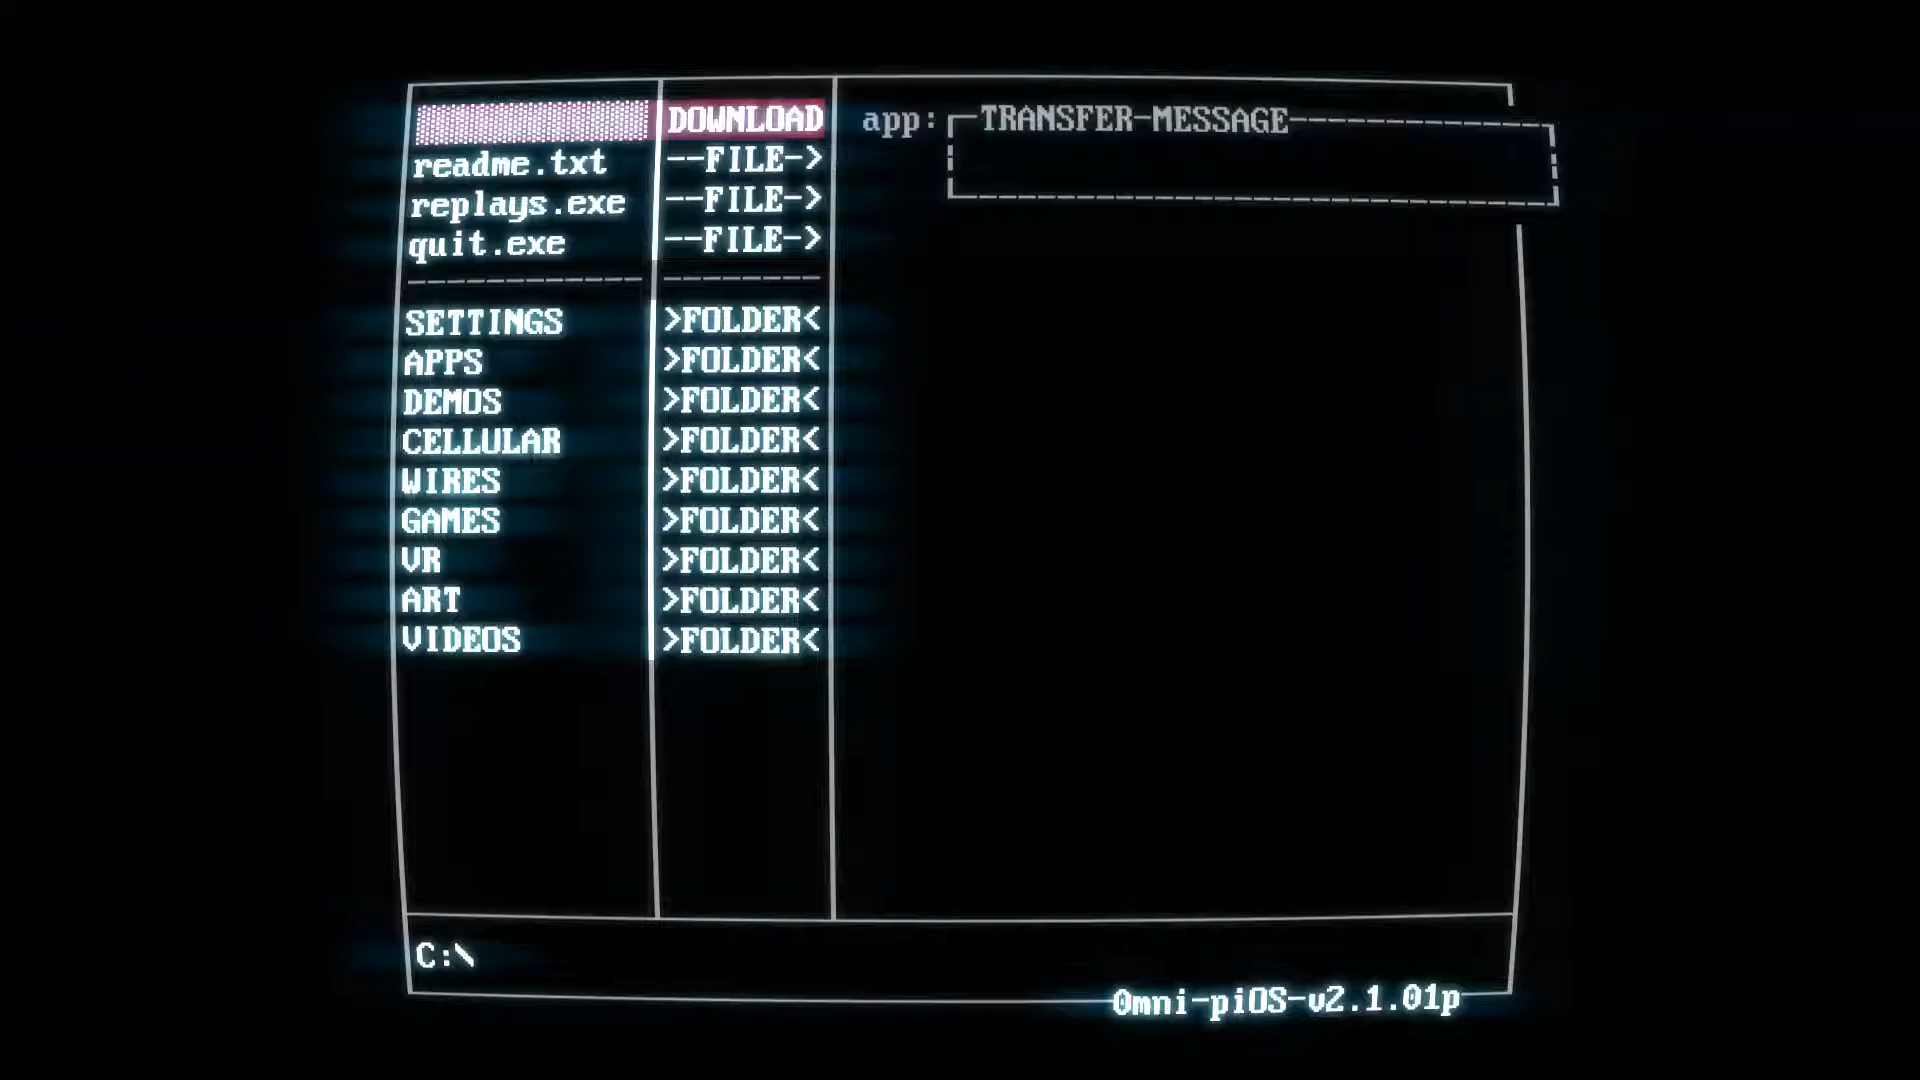 DOWNLOAD app: TRANSFER-MESSAGE
readme.txt --FILE->
replays.exe --FILE->
quit.exe --FILE->
SETTINGS >FOLDER<
APPS >FOLDER<
DEMOS >FOLDER<
CELLULAR >FOLDER<
WIRES >FOLDER<
GAMES >FOLDER<
VR >FOLDER<
ART >FOLDER<
VIDEOS >FOLDER<
C:\
0mni-piOS-v2.1.01p